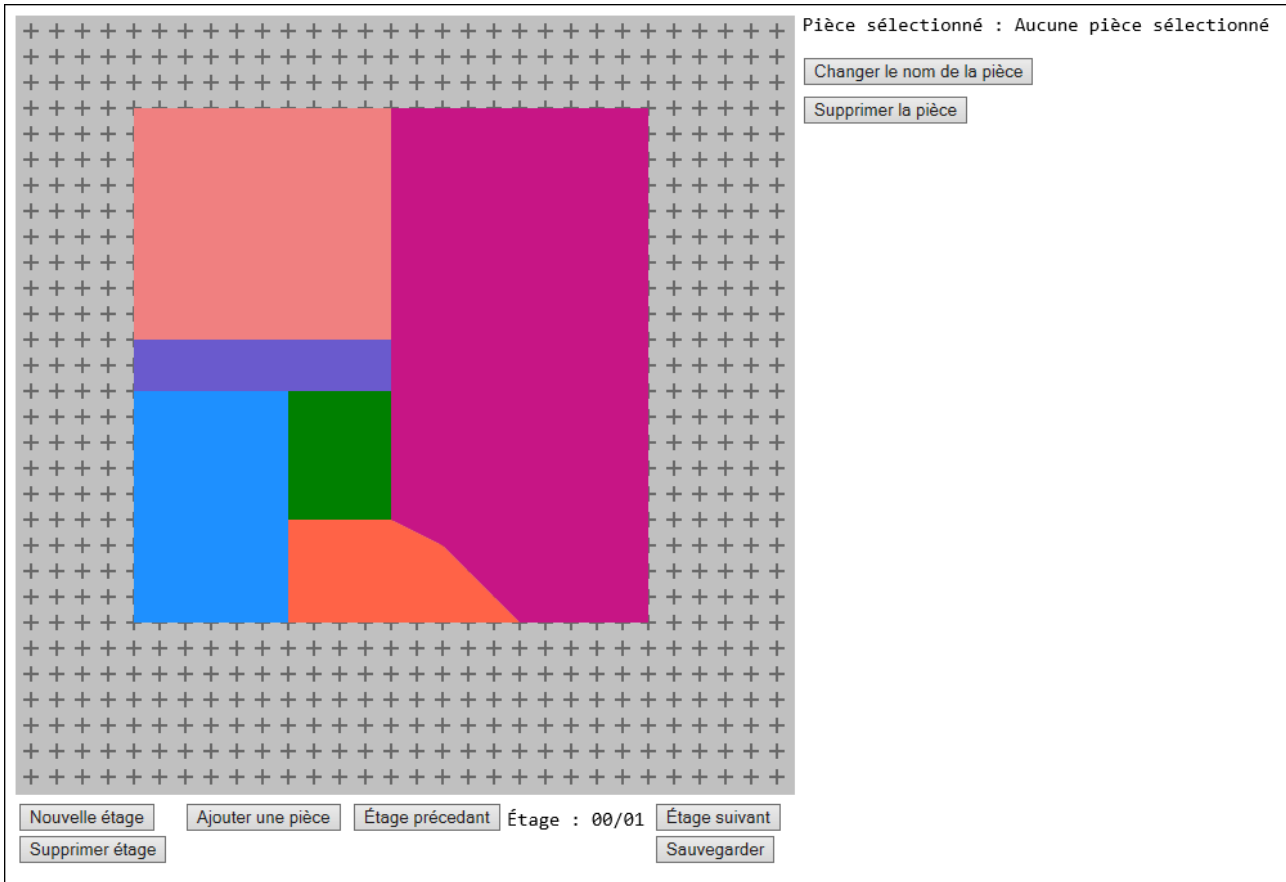 Pièce sélectionné : Aucune pièce sélectionné
Changer le nom de la pièce
Supprimer la pièce
Nouvelle étage Ajouter une pièce Étage précedant Étage : 00/01 Étage suivant
Supprimer étage Sauvegarder